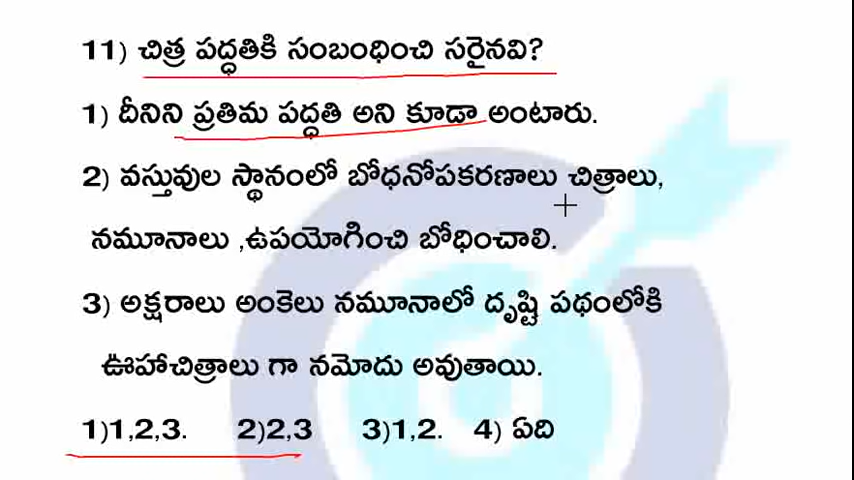 11) చిత్ర పద్ధతికి సంబంధించి సరైనవి?
1) దీనిని ప్రతిమ పద్ధతి అని కూడా అంటారు.
2) వస్తువుల స్థానంలో బోధనోపకరణాలు చిత్రాలు,
నమూనాలు ,ఉపయోగించి బోధించాలి.
3) అక్షరాలు అంకెలు నమూనాలో దృష్టి పథంలోకి
ఊహాచిత్రాలు గా నమోదు అవుతాయి.
1)1,2,3. 2)2,3 3)1,2. 4) ఏది